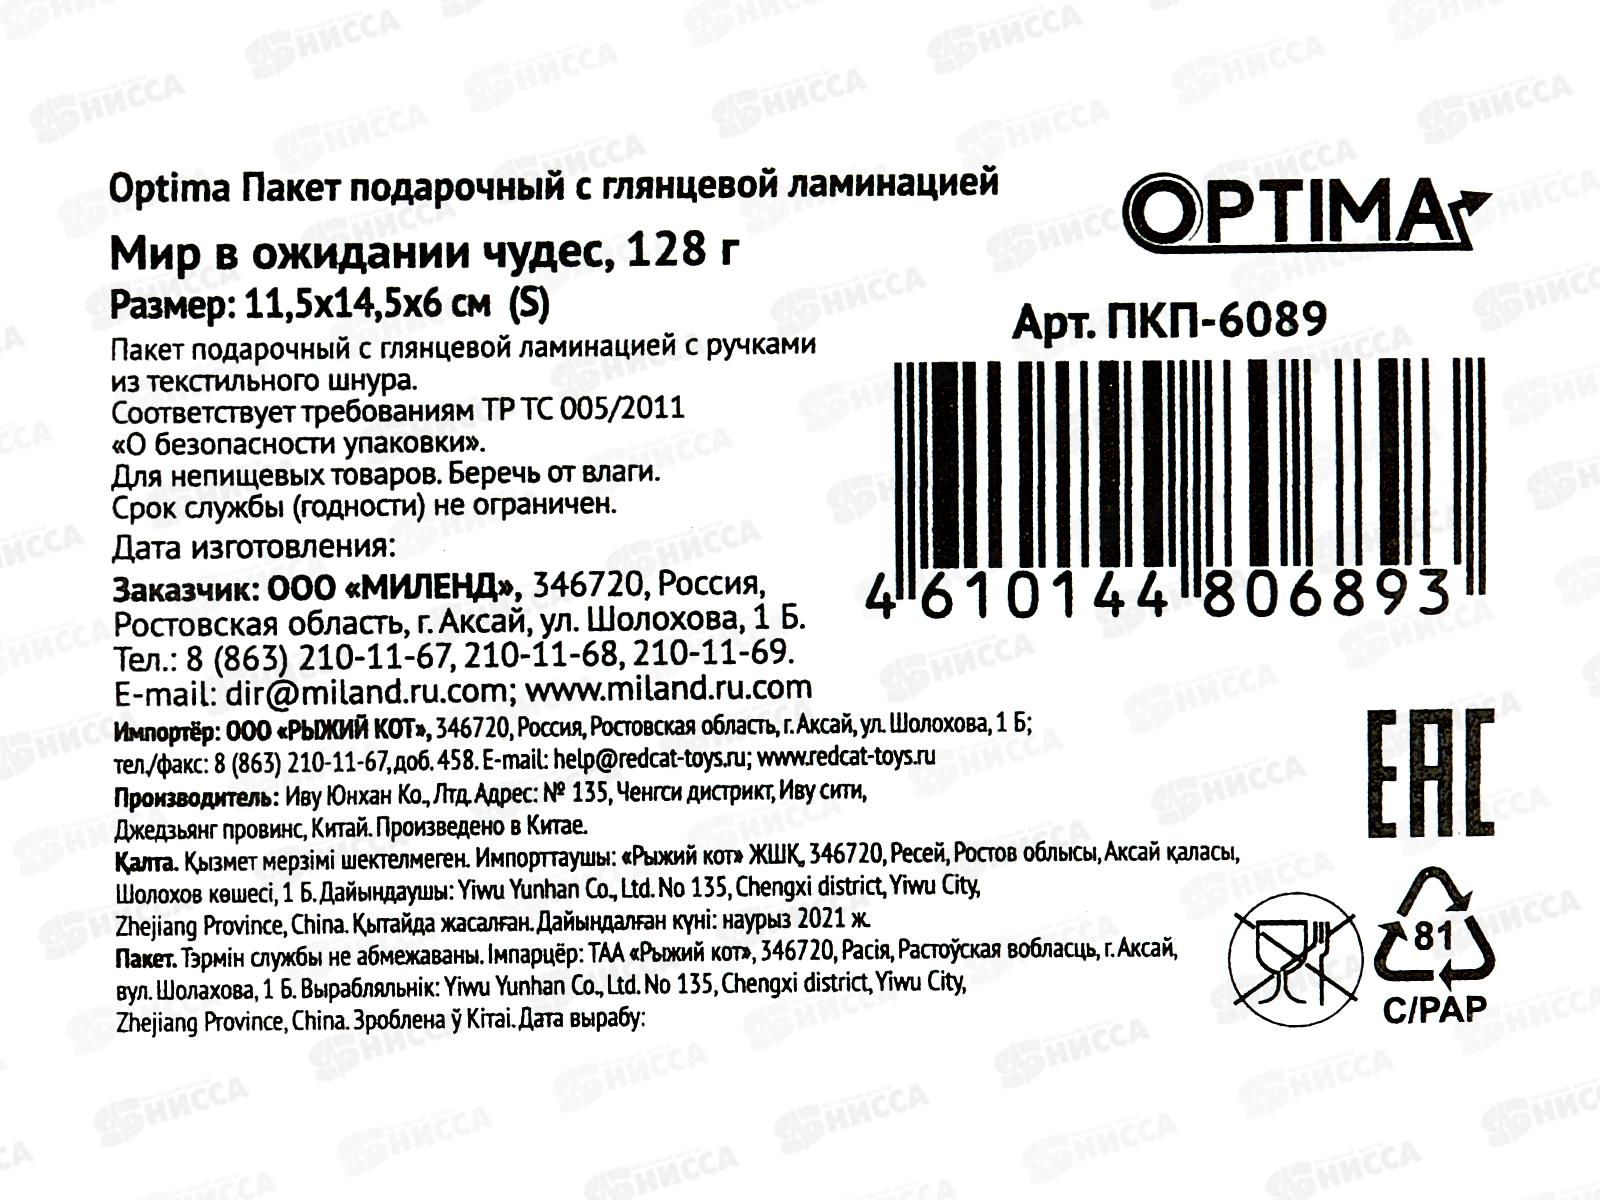 Optima Пакет подарочный с глянцевой ламинацией
Мир в ожидании чудес, 128 г
Размер: 11,5х14,5х6 см (S)
Пакет подарочный с глянцевой ламинацией с ручками
из текстильного шнура.
Соответствует требованиям ТР ТС 005/2011
«О безопасности упаковки».
Для непищевых товаров. Беречь от влаги.
Срок службы (годности) не ограничен.
Дата изготовления:
Заказчик: ООО «МИЛЕНД», 346720, Россия,
Ростовская область, г. Аксай, ул. Шолохова, 1 Б.
Тел.: 8 (863) 210-11-67, 210-11-68, 210-11-69.
E-mail: dir@miland.ru.com; www.miland.ru.com
Импортёр: ООО «РЫЖИЙ КОТ», 346720, Россия, Ростовская область, г. Аксай, ул. Шолохова, 1 Б;
тел./факс: 8 (863) 210-11-67, доб. 458. E-mail: help@redcat-toys.ru; www.redcat-toys.ru
Производитель: Иву Юнхан Ко., Лтд. Адрес: № 135, Ченгси дистрикт, Иву сити,
Джедзьянг провинс, Китай. Произведено в Китае.
Қалта. Қызмет мерзімі шектелмеген. Импорттаушы: «Рыжий кот» ЖШҚ, 346720, Ресей, Ростов облысы, Аксай қаласы,
Шолохов көшесі, 1 Б. Дайындаушы: Yiwu Yunhan Co., Ltd. No 135, Chengxi district, Yiwu City,
Zhejiang Province, China. Қытайда жасалған. Дайындалған күні: наурыз 2021 ж.
Пакет. Тэрмін службы не абмежаваны. Імпарцёр: ТАА «Рыжий кот», 346720, Расія, Растоўская вобласць, г. Аксай,
вул. Шолахова, 1 Б. Вырабляльнік: Yiwu Yunhan Co., Ltd. No 135, Chengxi district, Yiwu City,
Zhejiang Province, China. Зроблена ў Кітаі. Дата вырабу:
OPTIMA
Арт. ПКП-6089
4 610144 806893
EAC
81
C/PAP
НИССА